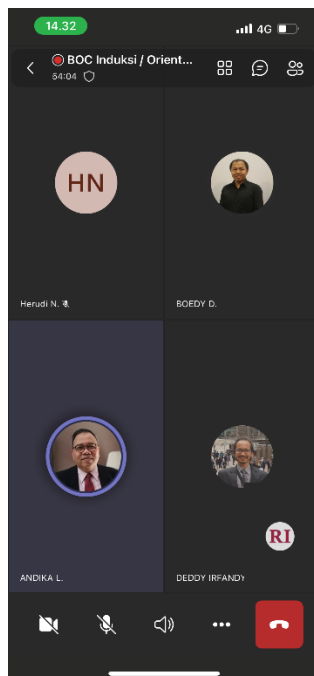 14.32
4G
BOC Induksi / Orient...
54:04
HN
Herudi N.
BOEDY D.
ANDIKA L.
RI
DEDDY IRFANDY